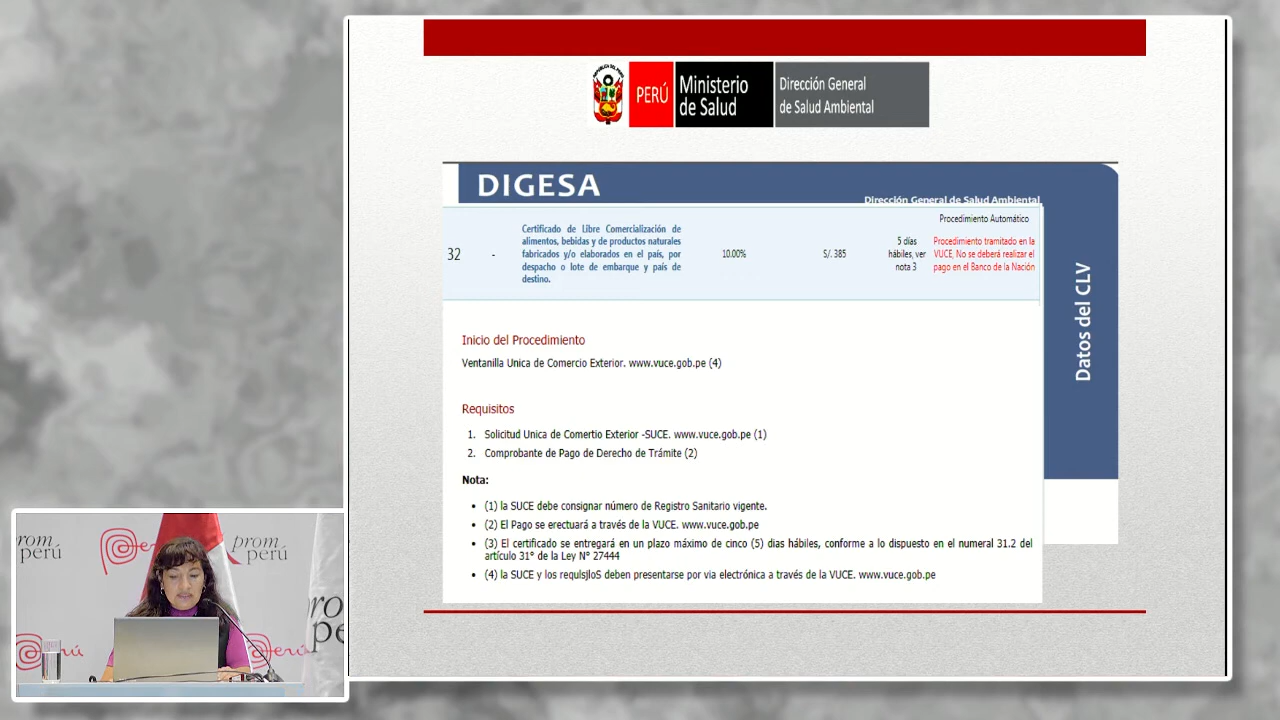 PERÚ
Ministerio
de Salud
Dirección General
de Salud Ambiental
DIGESA
Dirección General de Salud Ambiental
32
-
Certificado de Libre Comercialización de
alimentos, bebidas y de productos naturales
fabricados y/o elaborados en el país, por
despacho o lote de embarque y país de
destino.
10.00%
S/. 385
5 días
hábiles, ver
nota 3
Procedimiento Automático
Procedimiento tramitado en la
VUCE, No se deberá realizar el
pago en el Banco de la Nación
Datos del CLV
Inicio del Procedimiento
Ventanilla Unica de Comercio Exterior. www.vuce.gob.pe (4)
Requisitos
1. Solicitud Unica de Comertio Exterior -SUCE. www.vuce.gob.pe (1)
2. Comprobante de Pago de Derecho de Trámite (2)
Nota:
• (1) la SUCE debe consignar número de Registro Sanitario vigente.
• (2) El Pago se erectuará a través de la VUCE. www.vuce.gob.pe
• (3) El certificado se entregará en un plazo máximo de cinco (5) dias hábiles, conforme a lo dispuesto en el numeral 31.2 del
artículo 31° de la Ley N° 27444
• (4) la SUCE y los requlsjloS deben presentarse por via electrónica a través de la VUCE. www.vuce.gob.pe
prom
perú